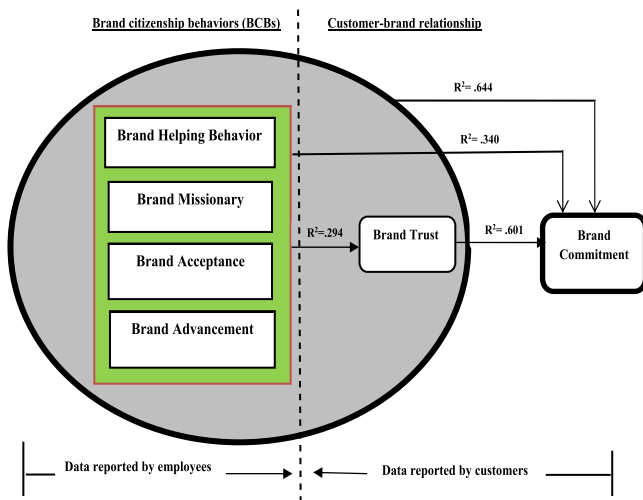 Brand citizenship behaviors (BCBs)
Customer-brand relationship
R²= .644
Brand Helping Behavior
R²= .340
Brand Missionary
R²=.294
Brand Trust
R²= .601
Brand
Commitment
Brand Acceptance
Brand Advancement
Data reported by employees
Data reported by customers